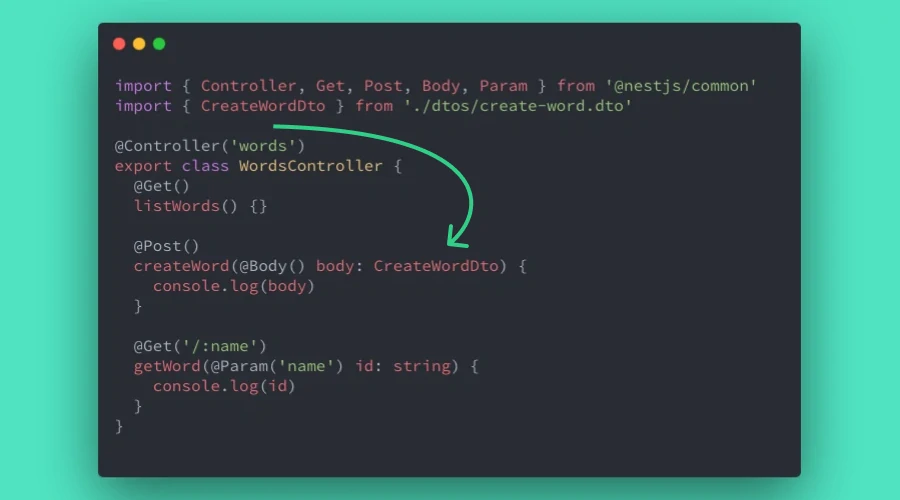 import { Controller, Get, Post, Body, Param } from '@nestjs/common'
import { CreateWordDto } from './dtos/create-word.dto'
@Controller('words')
export class WordsController {
@Get()
listWords() {}
@Post()
createWord(@Body() body: CreateWordDto) {
console.log(body)
}
@Get('/:name')
getWord(@Param('name') id: string) {
console.log(id)
}
}